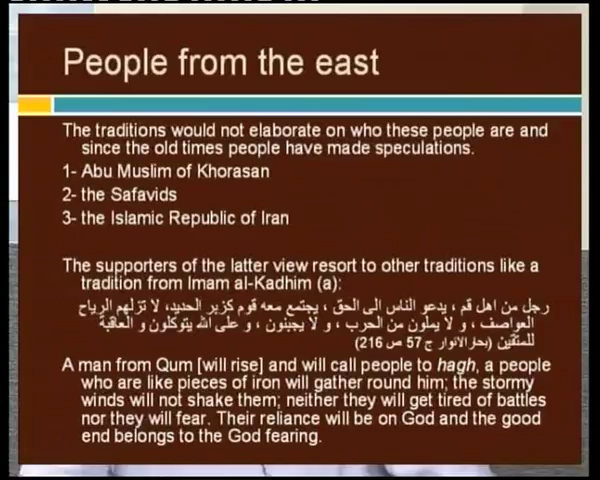 People from the east
The traditions would not elaborate on who these people are and
since the old times people have made speculations.
1- Abu Muslim of Khorasan
2- the Safavids
3- the Islamic Republic of Iran
The supporters of the latter view resort to other traditions like a
tradition from Imam al-Kadhim (a):
رجل من اهل قم ، يدعو الناس الى الحق ، يجتمع معه قوم كزبر الحديد، لا تزلهم الرياح
العواصف ، و لا يملون من الحرب ، و لا يجبنون ، و على الله يتوكلون و العاقبة
للمتقين (بحار الانوار ج 57 ص 216)
A man from Qum [will rise] and will call people to hagh, a people
who are like pieces of iron will gather round him; the stormy
winds will not shake them; neither they will get tired of battles
nor they will fear. Their reliance will be on God and the good
end belongs to the God fearing.